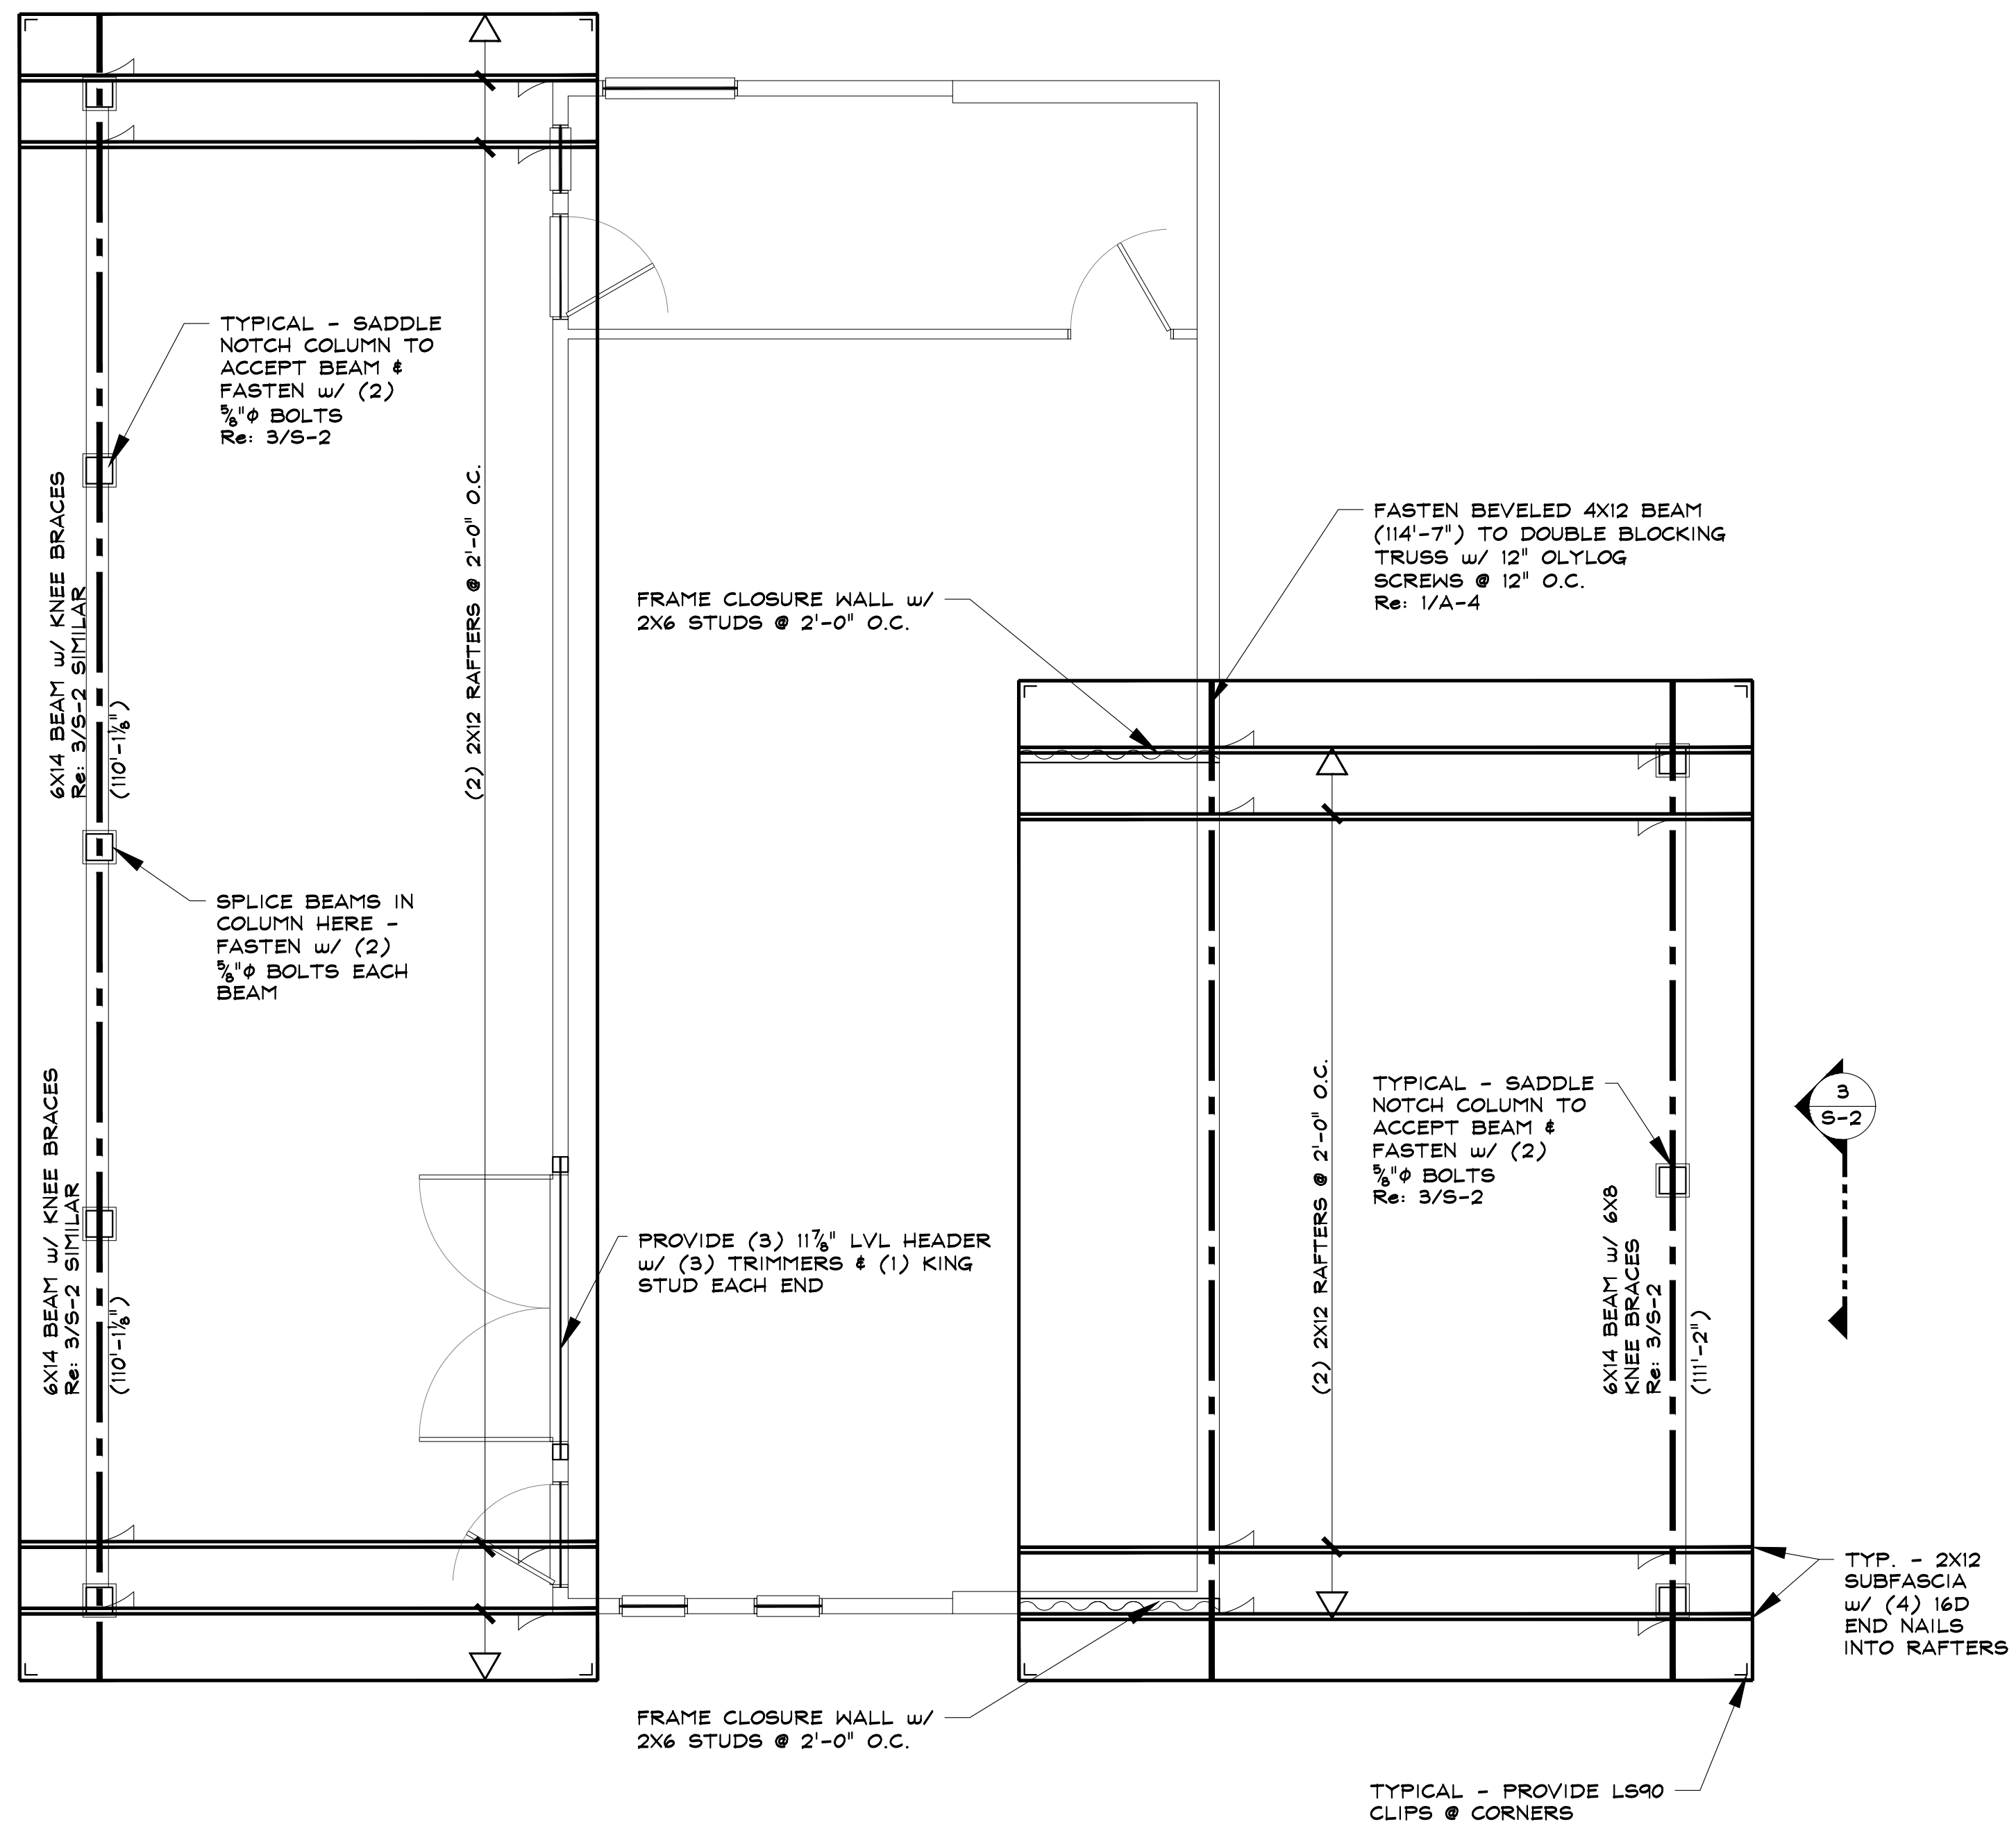 TYPICAL - SADDLE
NOTCH COLUMN TO
ACCEPT BEAM &
FASTEN w/ (2)
⅝"φ BOLTS
Re: 3/S-2
6X14 BEAM w/ KNEE BRACES
Re: 3/S-2 SIMILAR
(110'-1⅛")
(2) 2X12 RAFTERS @ 2'-0" O.C.
SPLICE BEAMS IN
COLUMN HERE -
FASTEN w/ (2)
⅝"φ BOLTS EACH
BEAM
6X14 BEAM w/ KNEE BRACES
Re: 3/S-2 SIMILAR
(110'-1⅛")
FRAME CLOSURE WALL w/
2X6 STUDS @ 2'-0" O.C.
FASTEN BEVELED 4X12 BEAM
(114'-7") TO DOUBLE BLOCKING
TRUSS w/ 12" OLYLOG
SCREWS @ 12" O.C.
Re: 1/A-4
PROVIDE (3) 11⅞" LVL HEADER
w/ (3) TRIMMERS & (1) KING
STUD EACH END
(2) 2X12 RAFTERS @ 2'-0" O.C.
TYPICAL - SADDLE
NOTCH COLUMN TO
ACCEPT BEAM &
FASTEN w/ (2)
⅝"φ BOLTS
Re: 3/S-2
6X14 BEAM w/ 6X8
KNEE BRACES
Re: 3/S-2
(111'-2")
3
S-2
TYP. - 2X12
SUBFASCIA
w/ (4) 16D
END NAILS
INTO RAFTERS
FRAME CLOSURE WALL w/
2X6 STUDS @ 2'-0" O.C.
TYPICAL - PROVIDE LS90
CLIPS @ CORNERS